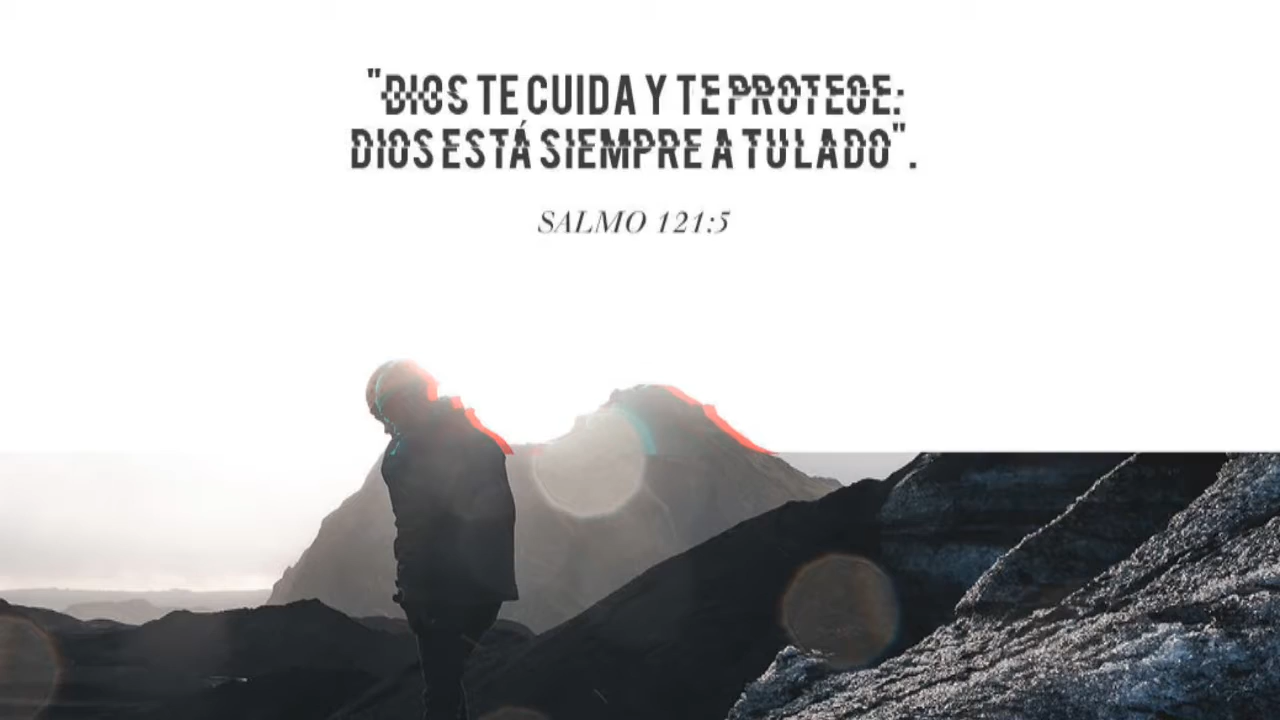 "DIOS TE CUIDA Y TE PROTEGE:
DIOS ESTÁ SIEMPRE A TU LADO".
SALMO 121:5